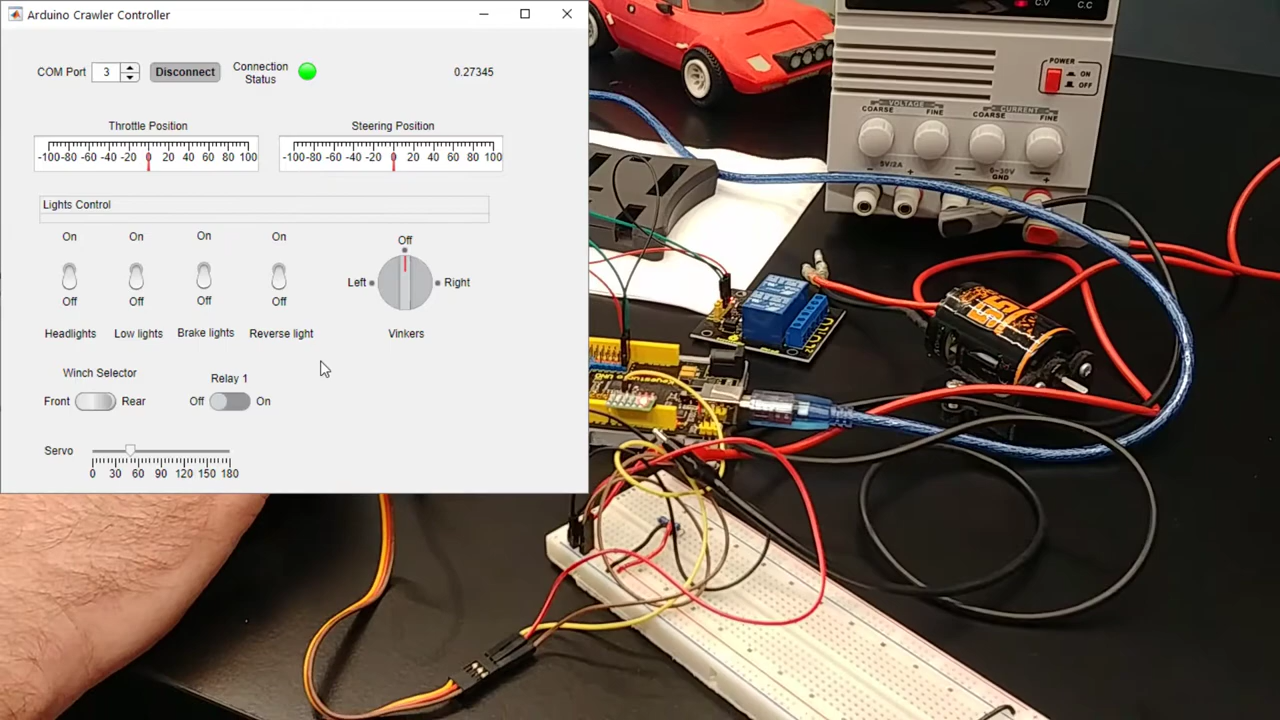 Arduino Crawler Controller
COM Port 3 Disconnect Connection Status 0.27345
Throttle Position
-100 -80 -60 -40 -20 0 20 40 60 80 100
Steering Position
-100 -80 -60 -40 -20 0 20 40 60 80 100
Lights Control
On On On On
Off Off Off Off
Headlights Low lights Brake lights Reverse light
Off
Left Right
Vinkers
Winch Selector
Front Rear
Relay 1
Off On
Servo
0 30 60 90 120 150 180
C.V C.C
POWER
ON
OFF
VOLTAGE CURRENT
COARSE FINE COARSE FINE
5V/2A 0~30V
- + - GND +